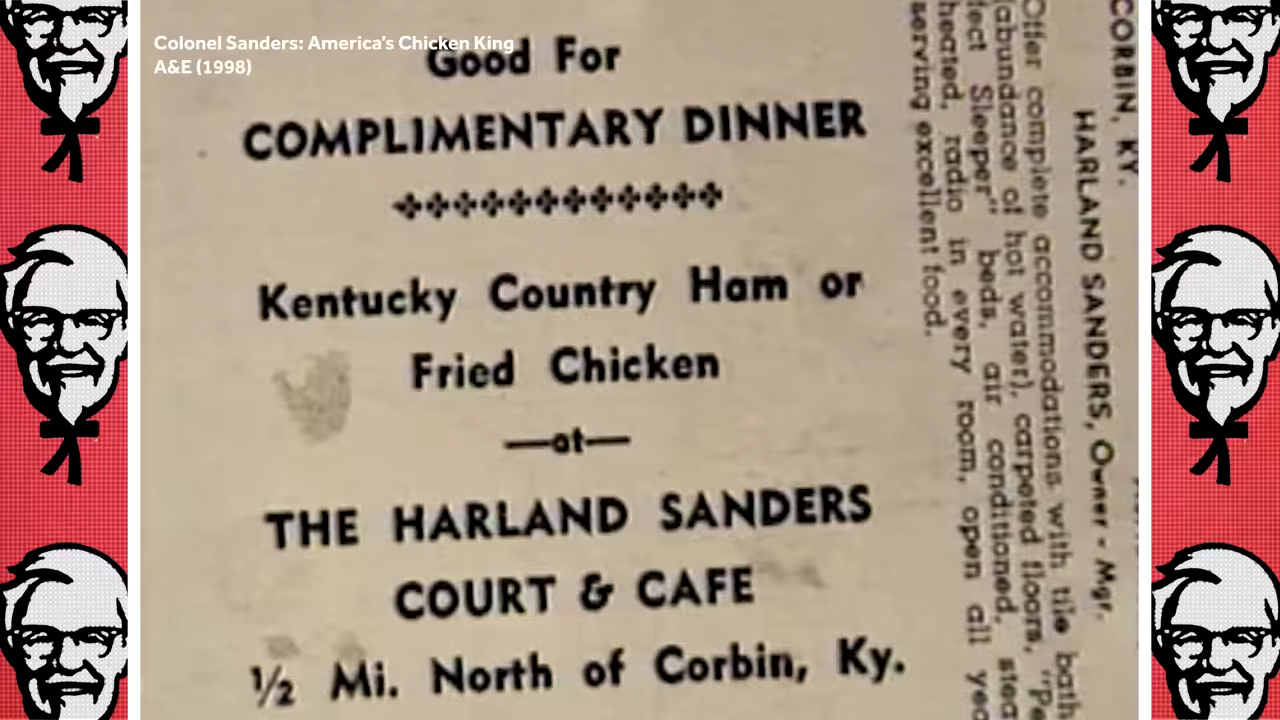 Colonel Sanders: America's Chicken King
A&E (1998)
Good For
COMPLIMENTARY DINNER
Kentucky Country Ham or
Fried Chicken
—at—
THE HARLAND SANDERS
COURT & CAFE
½ Mi. North of Corbin, Ky.
CORBIN, KY.
HARLAND SANDERS, Owner - Mgr.
Offer complete accommodations with tile bath
(abundance of hot water), carpeted floors,
fect Sleeper" beds, air conditioned,
heated, radio in every room, open all
serving excellent food.